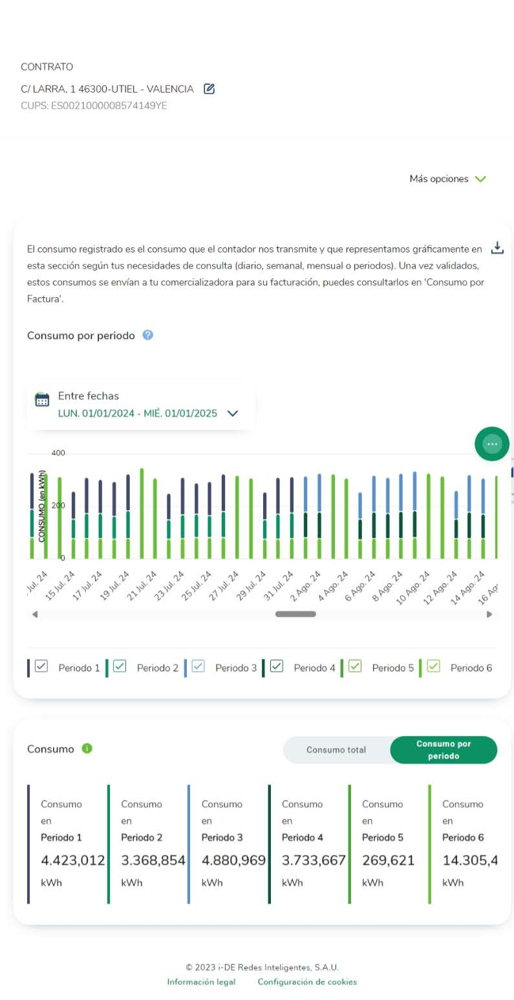 CONTRATO
C/ LARRA, 1 46300-UTIEL - VALENCIA
CUPS: ES0021000008574149YE
Más opciones
El consumo registrado es el consumo que el contador nos transmite y que representamos gráficamente en
esta sección según tus necesidades de consulta (diario, semanal, mensual o periodos). Una vez validados,
estos consumos se envían a tu comercializadora para su facturación, puedes consultarlos en 'Consumo por
Factura'.
Consumo por periodo ?
Entre fechas
LUN. 01/01/2024 - MIÉ. 01/01/2025
400
200
0
CONSUMO (en kWh)
. Jul. 24
15 Jul. 24
17 Jul. 24
19 Jul. 24
21 Jul. 24
23 Jul. 24
25 Jul. 24
27 Jul. 24
29 Jul. 24
31 Jul. 24
2 Ago. 24
4 Ago. 24
6 Ago. 24
8 Ago. 24
10 Ago. 24
12 Ago. 24
14 Ago. 24
16 Ago
Periodo 1 Periodo 2 Periodo 3 Periodo 4 Periodo 5 Periodo 6
Consumo i
Consumo total
Consumo por
periodo
Consumo
en
Periodo 1
4.423,012
kWh
Consumo
en
Periodo 2
3.368,854
kWh
Consumo
en
Periodo 3
4.880,969
kWh
Consumo
en
Periodo 4
3.733,667
kWh
Consumo
en
Periodo 5
269,621
kWh
Consumo
en
Periodo 6
14.305,4
kWh
© 2023 i-DE Redes Inteligentes, S.A.U.
Información legal Configuración de cookies